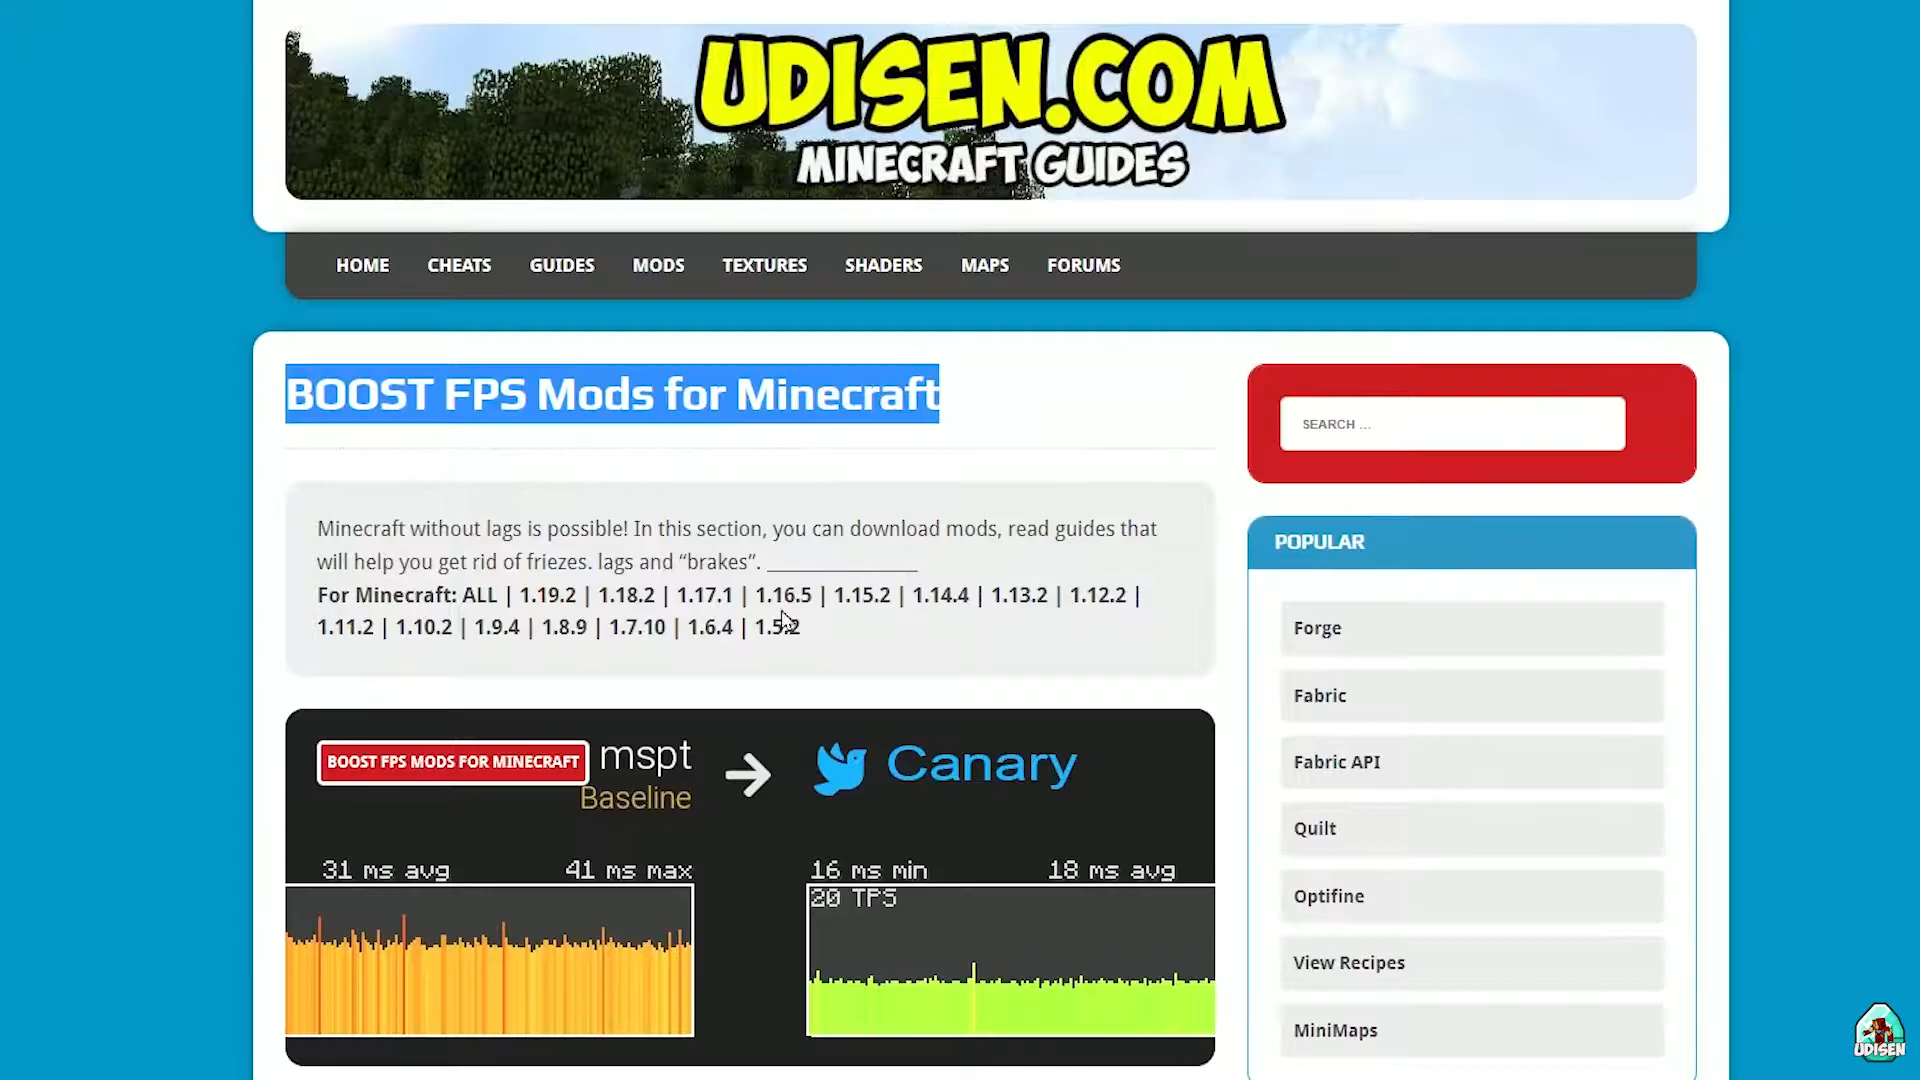 UDISEN.COM
MINECRAFT GUIDES
HOME CHEATS GUIDES MODS TEXTURES SHADERS MAPS FORUMS
BOOST FPS Mods for Minecraft
Minecraft without lags is possible! In this section, you can download mods, read guides that
will help you get rid of friezes. lags and “brakes”. _______________
For Minecraft: ALL | 1.19.2 | 1.18.2 | 1.17.1 | 1.16.5 | 1.15.2 | 1.14.4 | 1.13.2 | 1.12.2 |
1.11.2 | 1.10.2 | 1.9.4 | 1.8.9 | 1.7.10 | 1.6.4 | 1.5.2
BOOST FPS MODS FOR MINECRAFT
mspt
Baseline
Canary
31 ms avg 41 ms max
16 ms min 18 ms avg
20 TPS
SEARCH ...
POPULAR
Forge
Fabric
Fabric API
Quilt
Optifine
View Recipes
MiniMaps
UDISEN